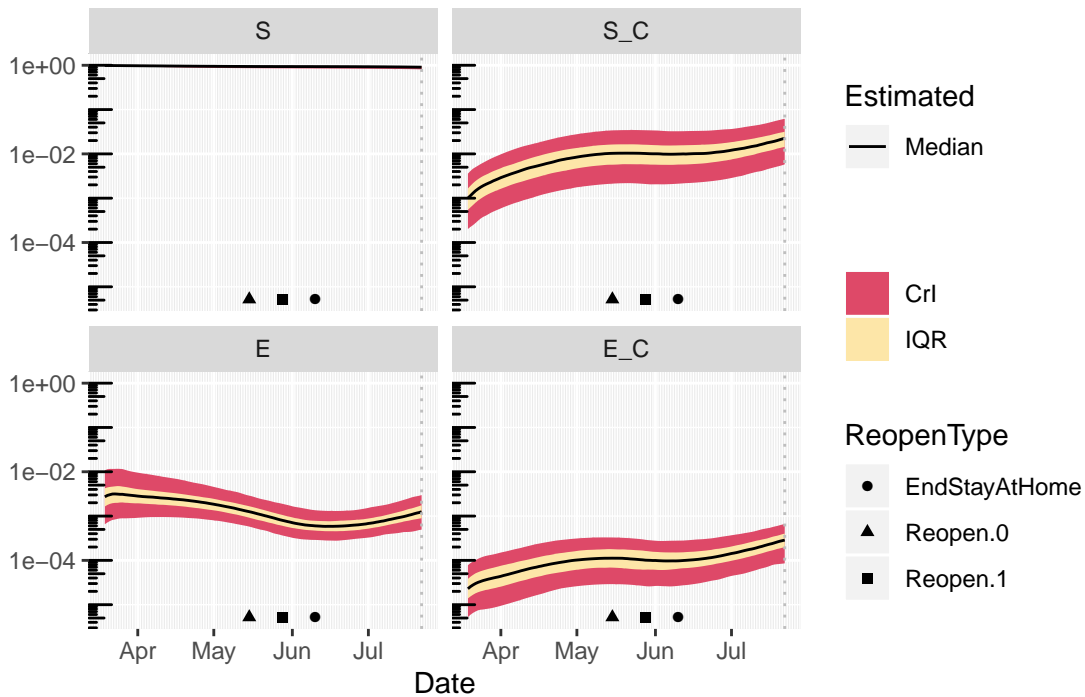 S
S_C
1e+00
1e−02
1e−04
E
E_C
1e+00
1e−02
1e−04
Apr
May
Jun
Jul
Apr
May
Jun
Jul
Date
Estimated
Median
CrI
IQR
ReopenType
EndStayAtHome
Reopen.0
Reopen.1